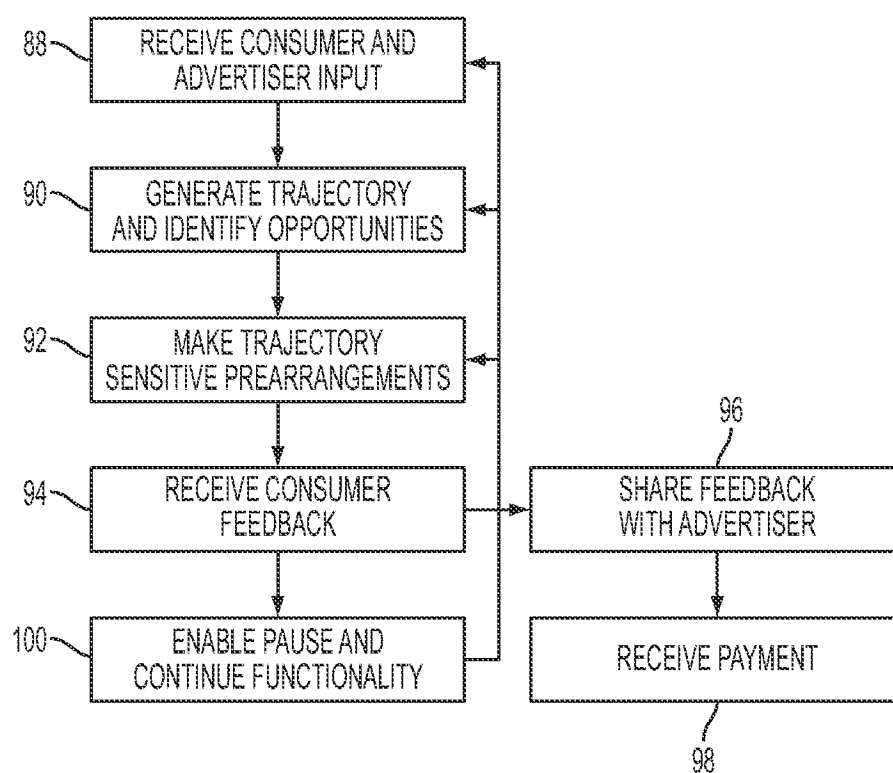 88
RECEIVE CONSUMER AND
ADVERTISER INPUT
90
GENERATE TRAJECTORY
AND IDENTIFY OPPORTUNITIES
92
MAKE TRAJECTORY
SENSITIVE PREARRANGEMENTS
94
RECEIVE CONSUMER
FEEDBACK
96
SHARE FEEDBACK
WITH ADVERTISER
100
ENABLE PAUSE AND
CONTINUE FUNCTIONALITY
RECEIVE PAYMENT
98